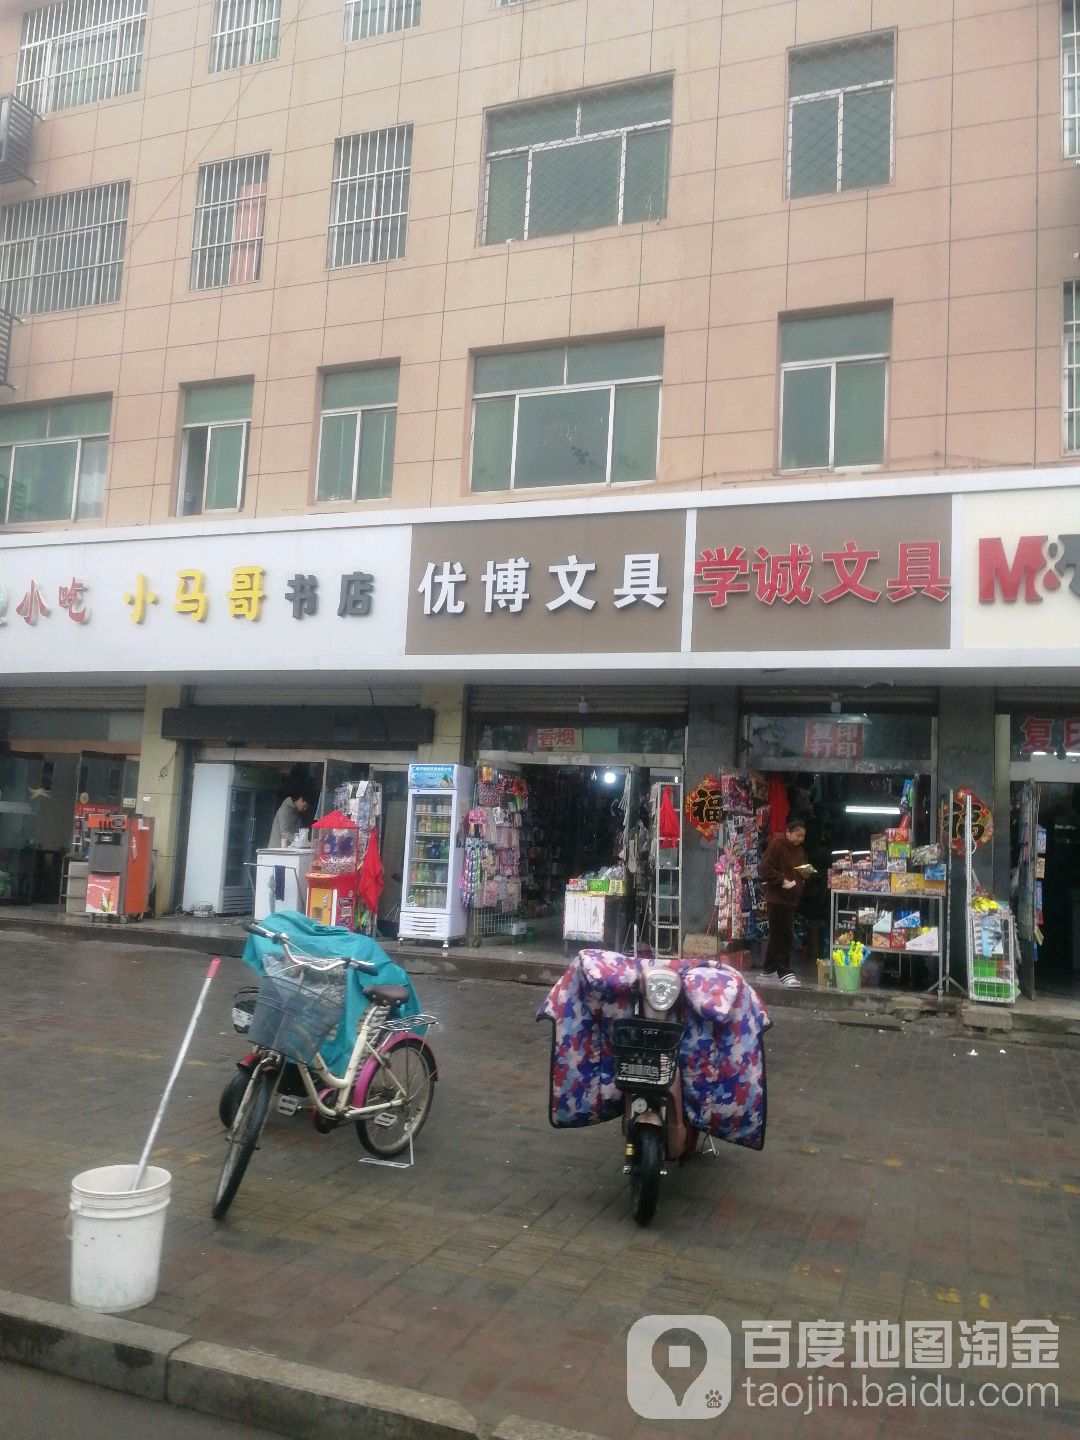 小吃
小马哥书店
优博文具
学诚文具
M&
香烟
复印
打印
复印
福
百度地图淘金
taojin.baidu.com